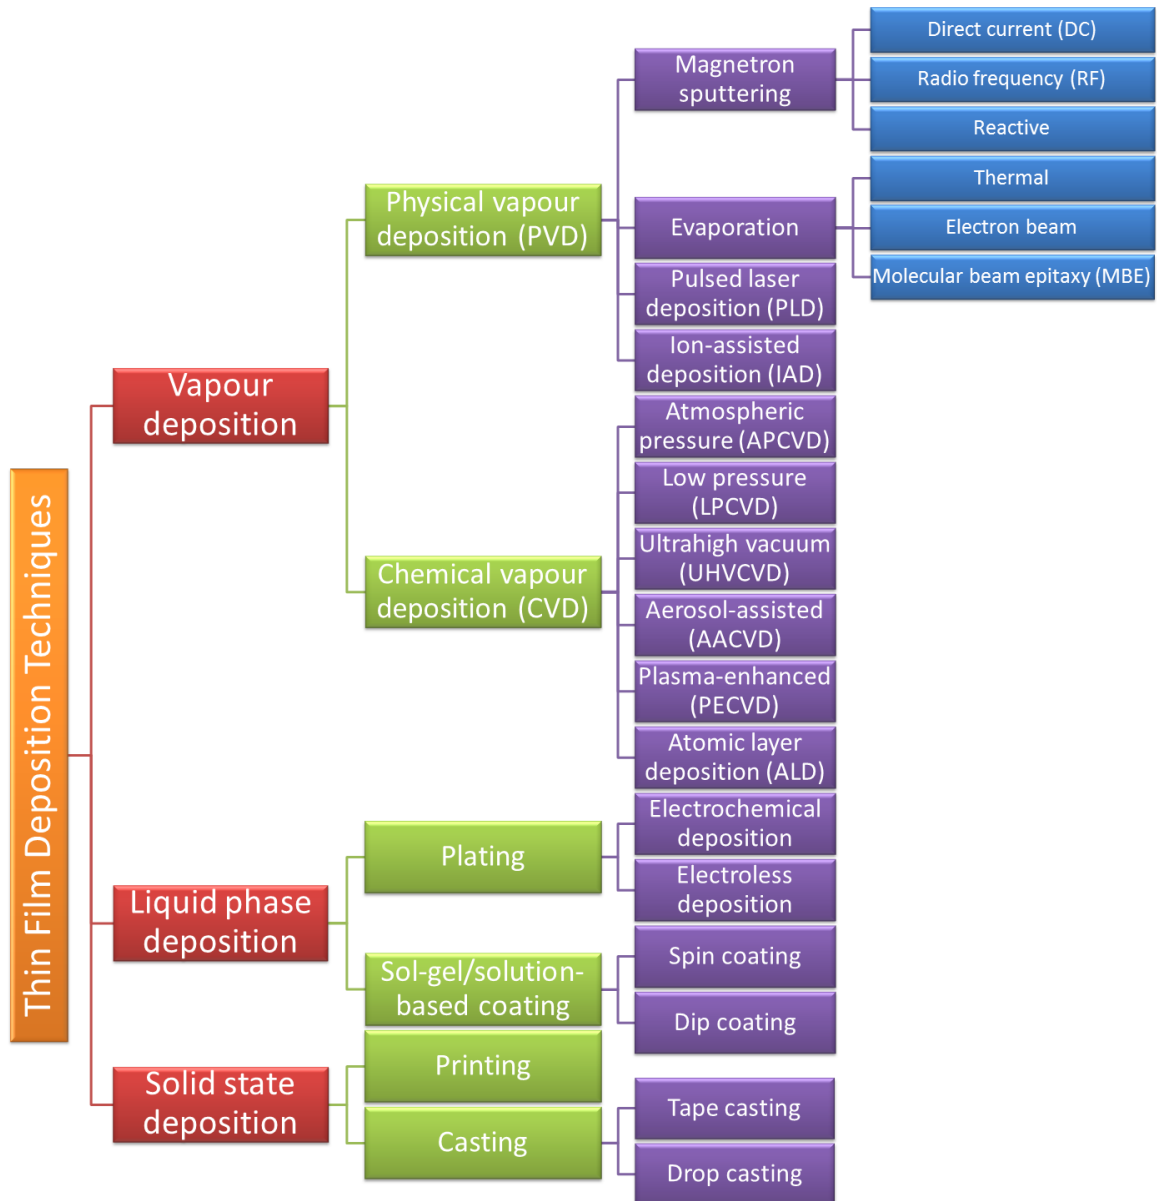 Thin Film Deposition Techniques
Vapour
deposition
Physical vapour
deposition (PVD)
Magnetron
sputtering
Direct current (DC)
Radio frequency (RF)
Reactive
Evaporation
Thermal
Electron beam
Molecular beam epitaxy (MBE)
Pulsed laser
deposition (PLD)
Ion-assisted
deposition (IAD)
Chemical vapour
deposition (CVD)
Atmospheric
pressure (APCVD)
Low pressure
(LPCVD)
Ultrahigh vacuum
(UHVCVD)
Aerosol-assisted
(AACVD)
Plasma-enhanced
(PECVD)
Atomic layer
deposition (ALD)
Liquid phase
deposition
Plating
Electrochemical
deposition
Electroless
deposition
Sol-gel/solution-
based coating
Spin coating
Dip coating
Solid state
deposition
Printing
Casting
Tape casting
Drop casting